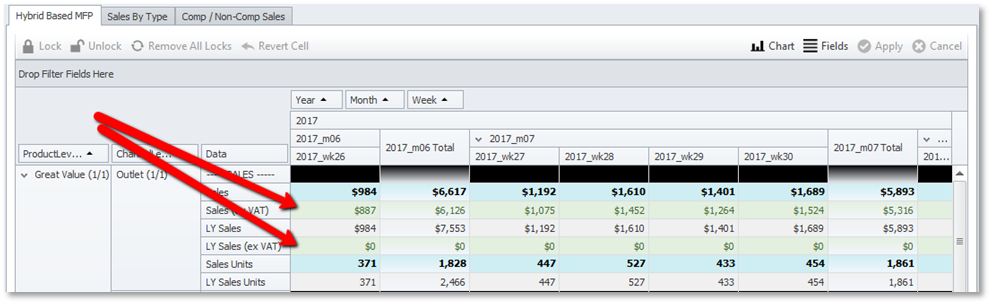 Hybrid Based MFP Sales By Type Comp / Non-Comp Sales
Lock Unlock Remove All Locks Revert Cell Chart Fields Apply Cancel
Drop Filter Fields Here
Year Month Week
2017
2017_m06 2017_m06 Total 2017_m07 2017_m07 Total ...
ProductLev... Data 2017_wk26 2017_wk27 2017_wk28 2017_wk29 2017_wk30 201...
Great Value (1/1) Outlet (1/1)
Sales $984 $6,617 $1,192 $1,610 $1,401 $1,689 $5,893
Sales VAT) $887 $6,126 $1,075 $1,452 $1,264 $1,524 $5,316
LY Sales $984 $7,553 $1,192 $1,610 $1,401 $1,689 $5,893
LY Sales (ex VAT) $0 $0 $0 $0 $0 $0 $0
Sales Units 371 1,828 447 527 433 454 1,861
LY Sales Units 371 2,466 447 527 433 454 1,861